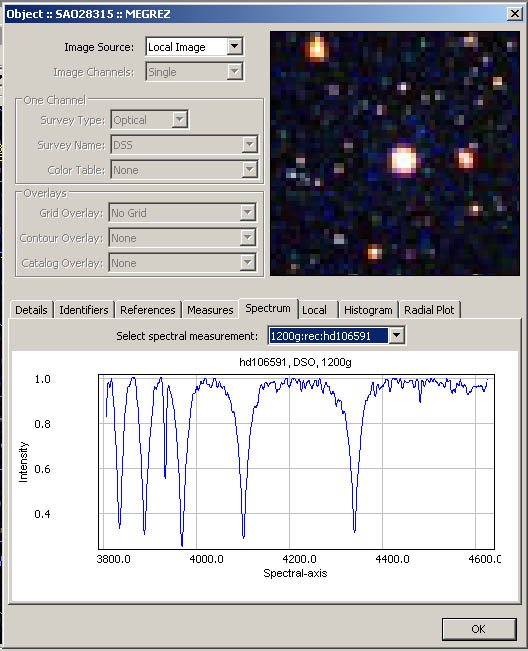 Object :: SAO28315 :: MEGREZ
Image Source: Local Image
Image Channels: Single
One Channel
Survey Type: Optical
Survey Name: DSS
Color Table: None
Overlays
Grid Overlay: No Grid
Contour Overlay: None
Catalog Overlay: None
Details Identifiers References Measures Spectrum Local Histogram Radial Plot
Select spectral measurement: 1200g:rec:hd106591
hd106591, DSO, 1200g
1.0
0.8
0.6
0.4
Intensity
3800.0 4000.0 4200.0 4400.0 4600.0
Spectral-axis
OK